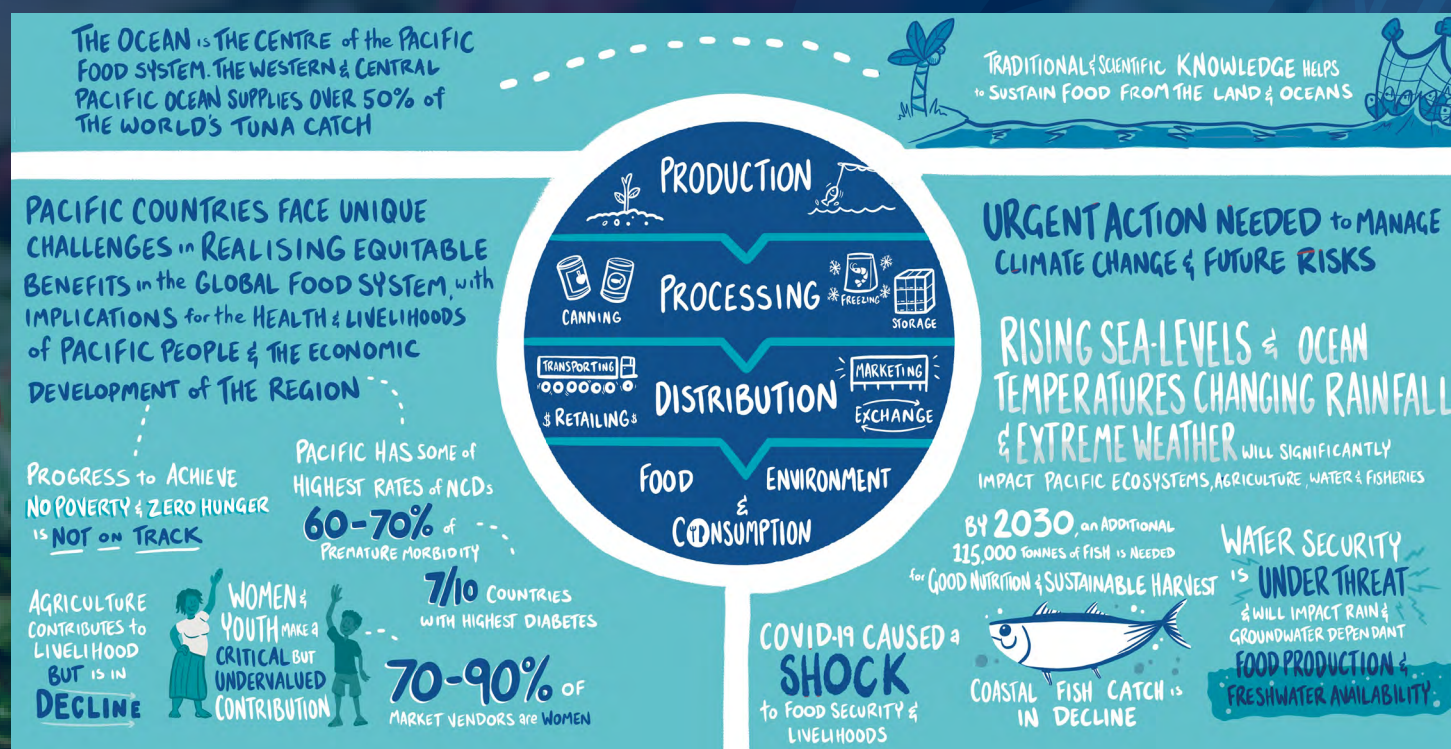 THE OCEAN is THE CENTRE of the PACIFIC
FOOD SYSTEM. THE WESTERN & CENTRAL
PACIFIC OCEAN SUPPLIES OVER 50% of
THE WORLD'S TUNA CATCH
TRADITIONAL & SCIENTIFIC KNOWLEDGE HELPS
to SUSTAIN FOOD FROM THE LAND & OCEANS
PACIFIC COUNTRIES FACE UNIQUE
CHALLENGES in REALISING EQUITABLE
BENEFITS in the GLOBAL FOOD SYSTEM, with
IMPLICATIONS for the HEALTH & LIVELIHOODS
of PACIFIC PEOPLE & THE ECONOMIC
DEVELOPMENT of THE REGION
PROGRESS to ACHIEVE
NO POVERTY & ZERO HUNGER
IS NOT ON TRACK
PACIFIC HAS SOME of
HIGHEST RATES of NCDs
60-70% of
PREMATURE MORBIDITY
7/10 COUNTRIES
WITH HIGHEST DIABETES
AGRICULTURE
CONTRIBUTES to
LIVELIHOOD
BUT IS IN
DECLINE
WOMEN &
YOUTH MAKE a
CRITICAL BUT
UNDERVALUED
CONTRIBUTION
70-90% OF
MARKET VENDORS are WOMEN
PRODUCTION
PROCESSING
CANNING
FREEZING
STORAGE
TRANSPORTING
$ RETAILING $
DISTRIBUTION
MARKETING
EXCHANGE
FOOD ENVIRONMENT
&
CONSUMPTION
URGENT ACTION NEEDED to MANAGE
CLIMATE CHANGE & FUTURE RISKS
RISING SEA-LEVELS & OCEAN
TEMPERATURES CHANGING RAINFALL
& EXTREME WEATHER WILL SIGNIFICANTLY
IMPACT PACIFIC ECOSYSTEMS, AGRICULTURE, WATER & FISHERIES
BY 2030, an ADDITIONAL
115,000 TONNES of FISH IS NEEDED
for GOOD NUTRITION & SUSTAINABLE HARVEST
COASTAL FISH CATCH IS
IN DECLINE
WATER SECURITY
IS UNDER THREAT
& WILL IMPACT RAIN &
GROUNDWATER DEPENDANT
FOOD PRODUCTION &
FRESHWATER AVAILABILITY.
COVID-19 CAUSED a
SHOCK
to FOOD SECURITY &
LIVELIHOODS